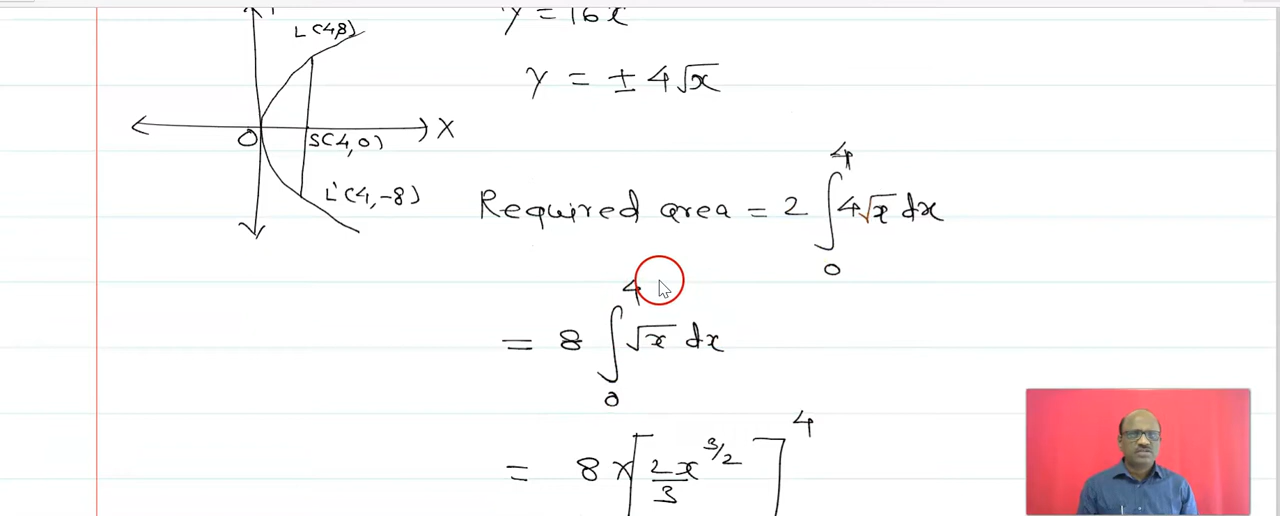 L (4,8)
y = 16x
y = ± 4√x
X
O
S(4,0)
L'(4,-8)
Required area = 2 ∫₀⁴ 4√x dx
= 8 ∫₀⁴ √x dx
= 8 × [2x^3/2 / 3]⁴